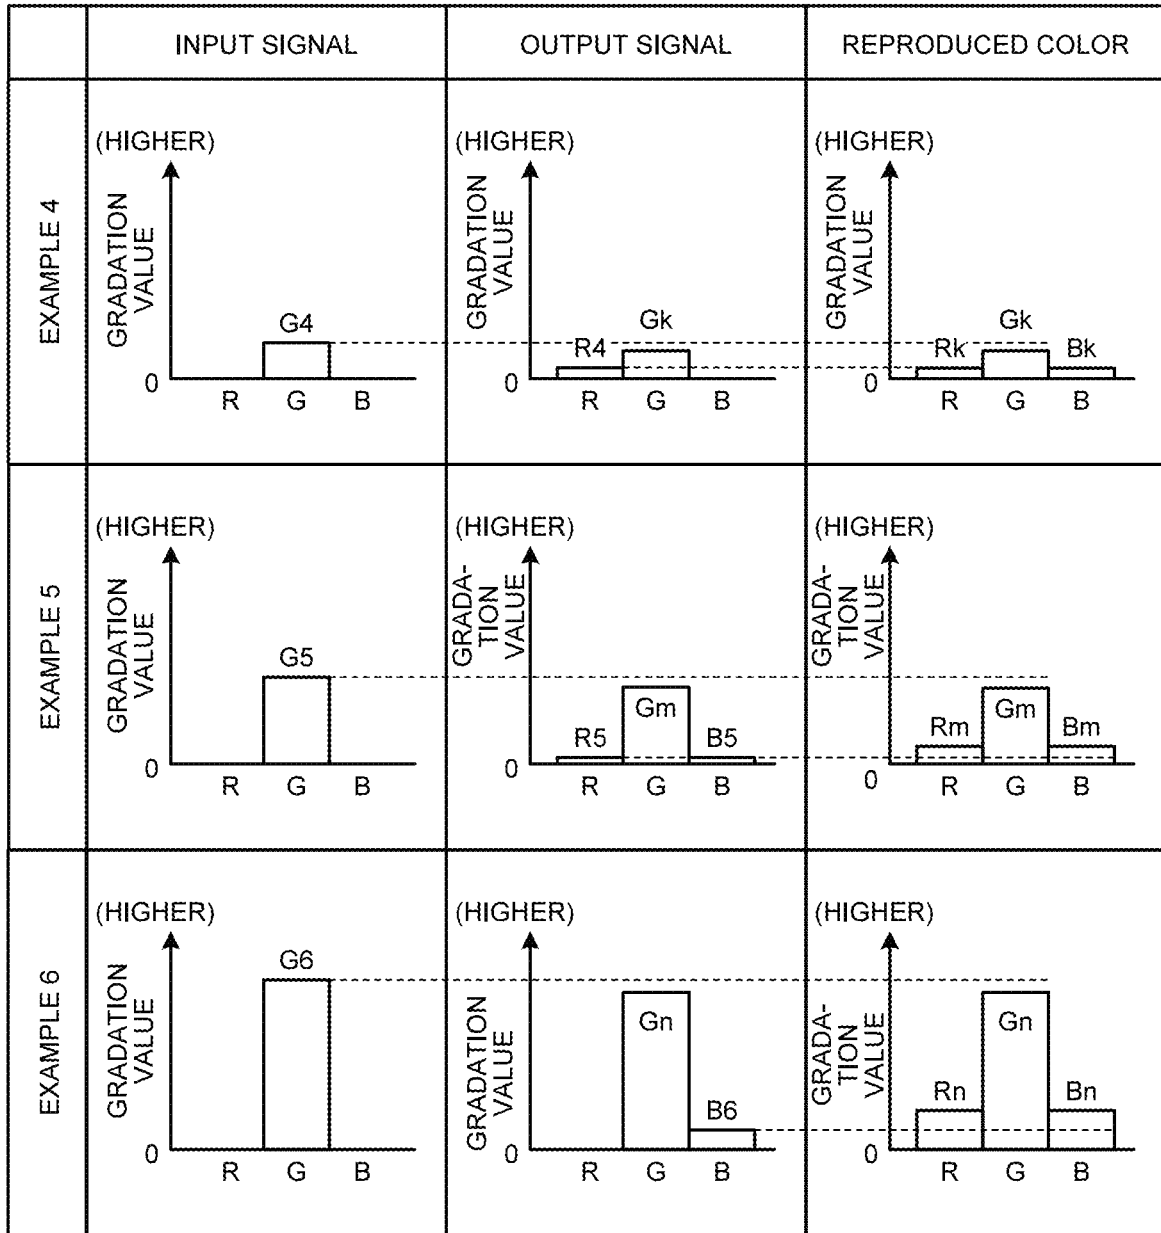 INPUT SIGNAL
OUTPUT SIGNAL
REPRODUCED COLOR
EXAMPLE 4
(HIGHER)
GRADATION
VALUE
G4
0
R G B
(HIGHER)
GRADATION
VALUE
R4
Gk
0
R G B
(HIGHER)
GRADATION
VALUE
Rk
Gk
Bk
0
R G B
EXAMPLE 5
(HIGHER)
GRADATION
VALUE
G5
0
R G B
(HIGHER)
GRADA-
TION
VALUE
R5
Gm
B5
0
R G B
(HIGHER)
GRADA-
TION
VALUE
Rm
Gm
Bm
0
R G B
EXAMPLE 6
(HIGHER)
GRADATION
VALUE
G6
0
R G B
(HIGHER)
GRADATION
VALUE
Gn
B6
0
R G B
(HIGHER)
GRADA-
TION
VALUE
Rn
Gn
Bn
0
R G B